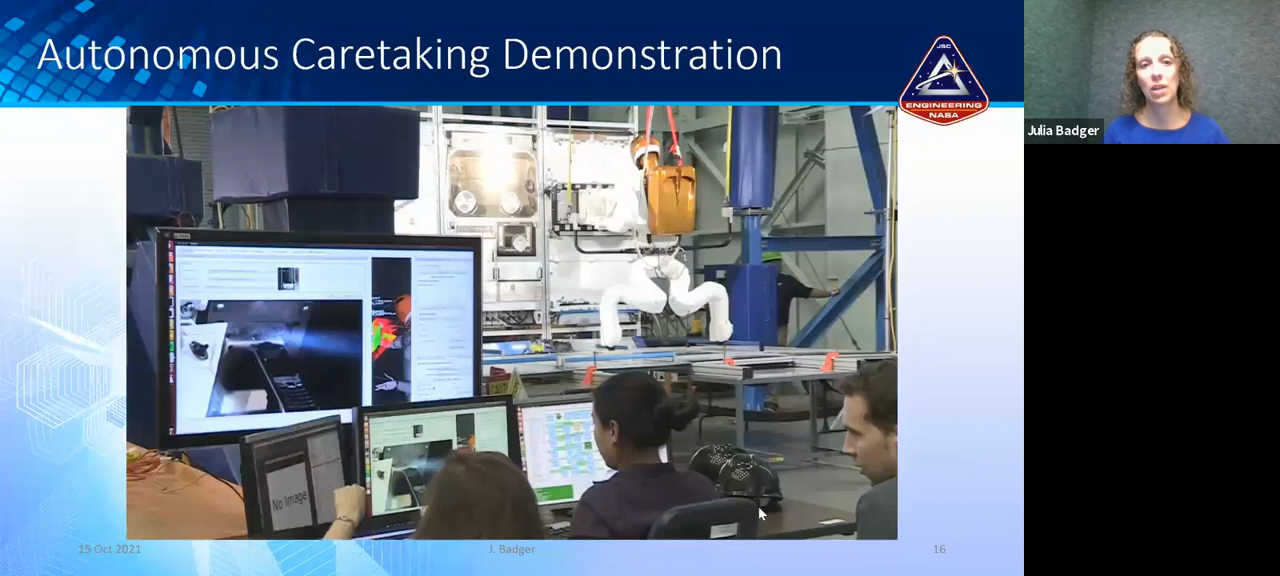 Autonomous Caretaking Demonstration
JSC
ENGINEERING
NASA
Julia Badger
No Image
15 Oct 2021
J. Badger
16